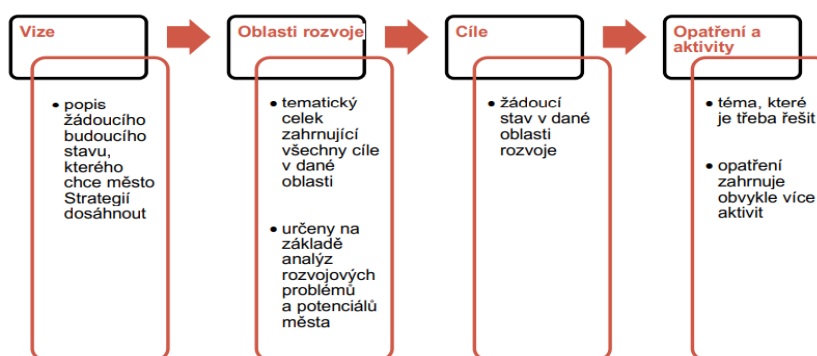 Vize
• popis
žádoucího
budoucího
stavu,
kterého
chce město
Strategií
dosáhnout
Oblasti rozvoje
• tematický
celek
zahrnující
všechny cíle
v dané
oblasti
• určeny na
základě
analýz
rozvojových
problémů
a potenciálů
města
Cíle
• žádoucí
stav v dané
oblasti
rozvoje
Opatření a
aktivity
• téma, které
je třeba řešit
• opatření
zahrnuje
obvykle více
aktivit